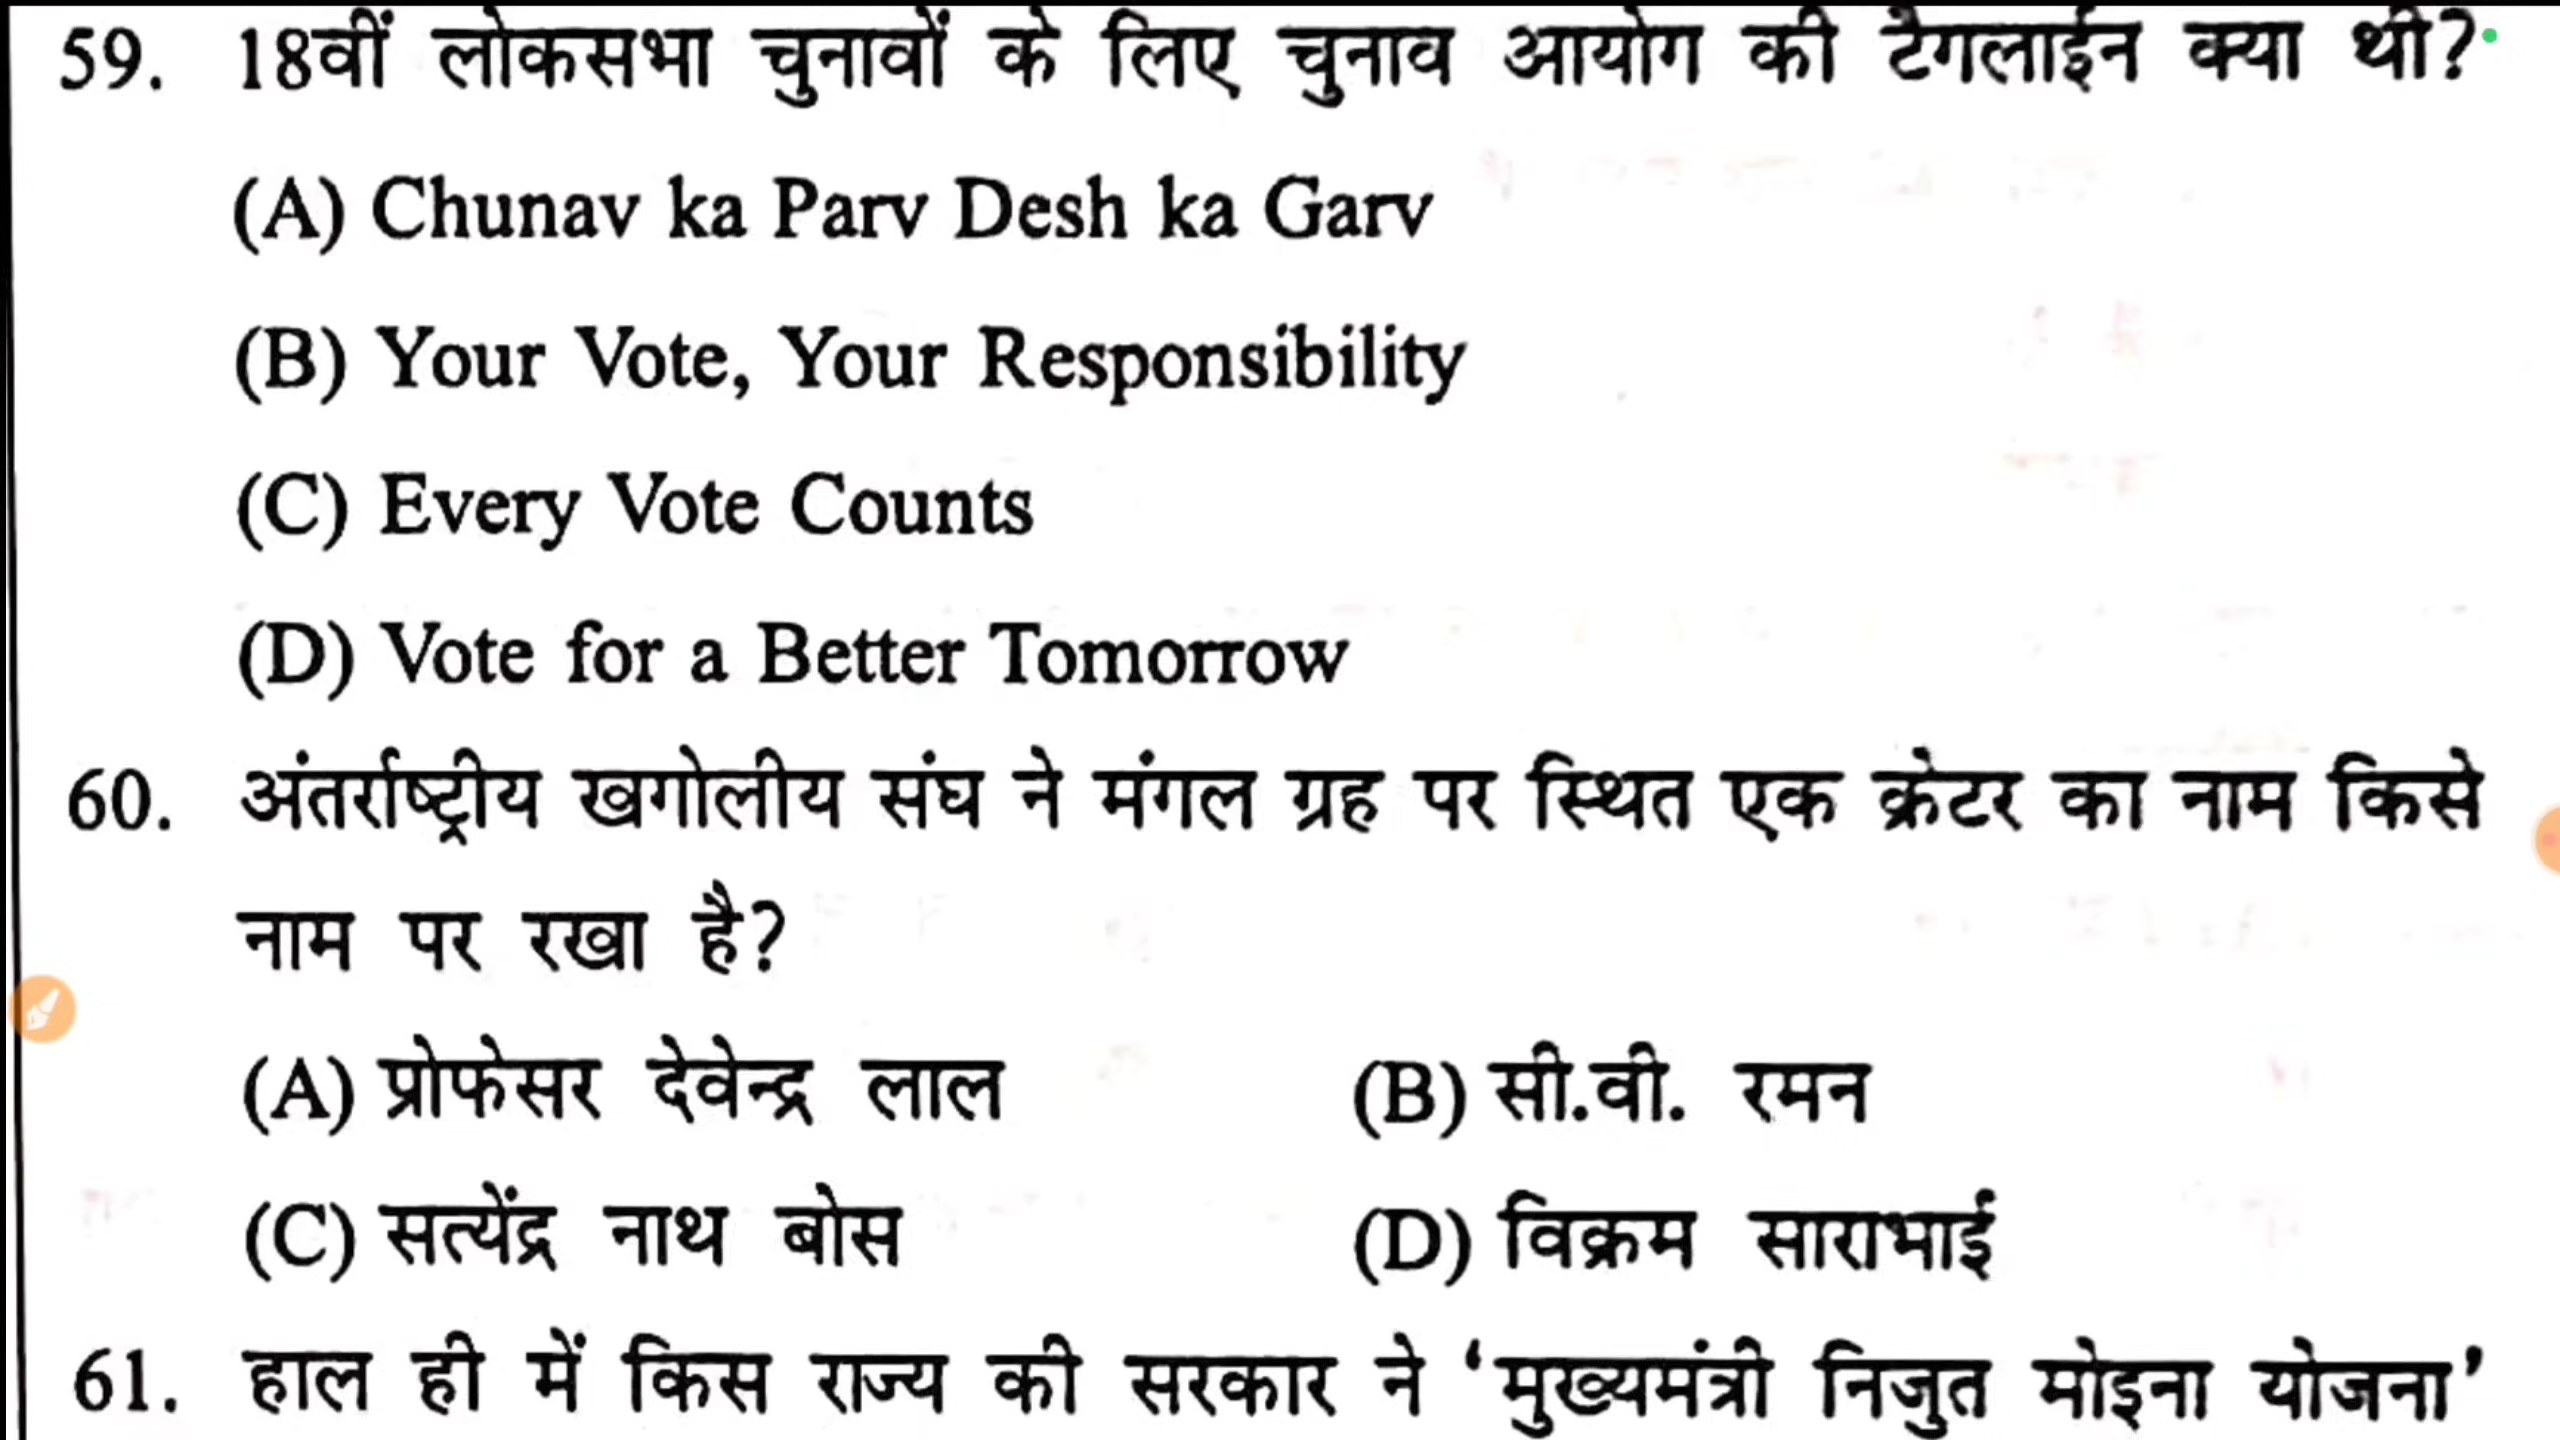 59. 18वीं लोकसभा चुनावों के लिए चुनाव आयोग की टैगलाईन क्या थी?
(A) Chunav ka Parv Desh ka Garv
(B) Your Vote, Your Responsibility
(C) Every Vote Counts
(D) Vote for a Better Tomorrow
60. अंतर्राष्ट्रीय खगोलीय संघ ने मंगल ग्रह पर स्थित एक क्रेटर का नाम किसे
नाम पर रखा है?
(A) प्रोफेसर देवेन्द्र लाल (B) सी.वी. रमन
(C) सत्येंद्र नाथ बोस (D) विक्रम साराभाई
61. हाल ही में किस राज्य की सरकार ने ‘मुख्यमंत्री निजुत मोइना योजना’